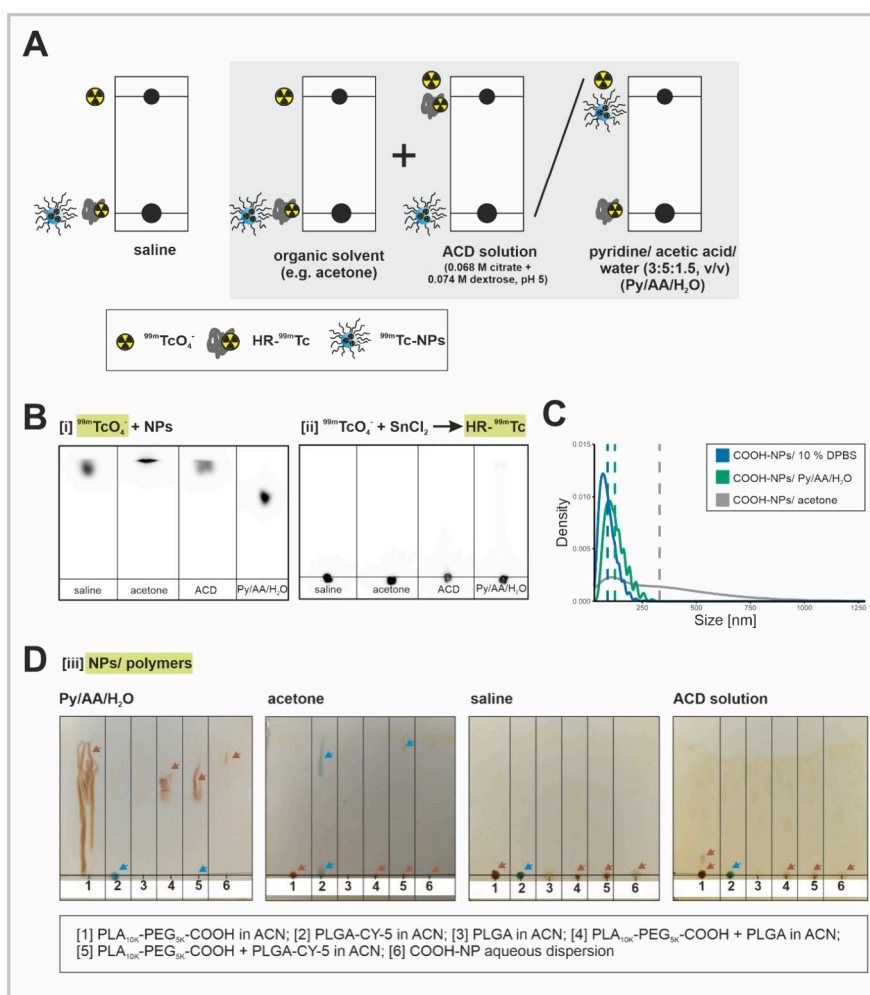 A
saline
organic solvent
(e.g. acetone)
+
ACD solution
(0.068 M citrate +
0.074 M dextrose, pH 5)
pyridine/ acetic acid/
water (3:5:1.5, v/v)
(Py/AA/H₂O)
⁹⁹ᵐTcO₄⁻ HR-⁹⁹ᵐTc ⁹⁹ᵐTc-NPs
B
[i] ⁹⁹ᵐTcO₄⁻ + NPs
saline acetone ACD Py/AA/H₂O
[ii] ⁹⁹ᵐTcO₄⁻ + SnCl₂ → HR-⁹⁹ᵐTc
saline acetone ACD Py/AA/H₂O
C
COOH-NPs/ 10 % DPBS
COOH-NPs/ Py/AA/H₂O
COOH-NPs/ acetone
Density
0.015
0.010
0.005
0.000
250 500 750 1000 1250
Size [nm]
D
[iii] NPs/ polymers
Py/AA/H₂O
1 2 3 4 5 6
acetone
1 2 3 4 5 6
saline
1 2 3 4 5 6
ACD solution
1 2 3 4 5 6
[1] PLA₁₀ₖ-PEG₅ₖ-COOH in ACN; [2] PLGA-CY-5 in ACN; [3] PLGA in ACN; [4] PLA₁₀ₖ-PEG₅ₖ-COOH + PLGA in ACN;
[5] PLA₁₀ₖ-PEG₅ₖ-COOH + PLGA-CY-5 in ACN; [6] COOH-NP aqueous dispersion